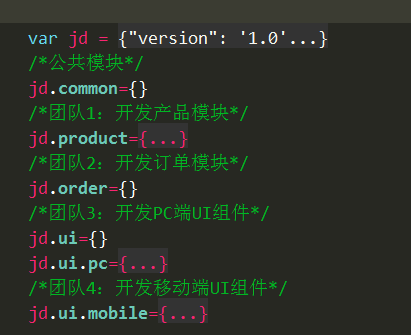 var jd = {"version": '1.0'...}
/*公共模块*/
jd.common={}
/*团队1：开发产品模块*/
jd.product={...}
/*团队2：开发订单模块*/
jd.order={}
/*团队3：开发PC端UI组件*/
jd.ui={}
jd.ui.pc={...}
/*团队4：开发移动端UI组件*/
jd.ui.mobile={...}